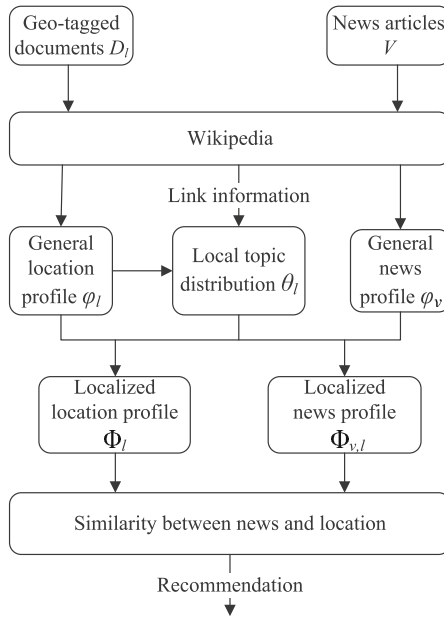 Geo-tagged
documents D_l
News articles
V
Wikipedia
Link information
General
location
profile φ_l
Local topic
distribution θ_l
General
news
profile φ_v
Localized
location profile
Φ_l
Localized
news profile
Φ_{v,l}
Similarity between news and location
Recommendation